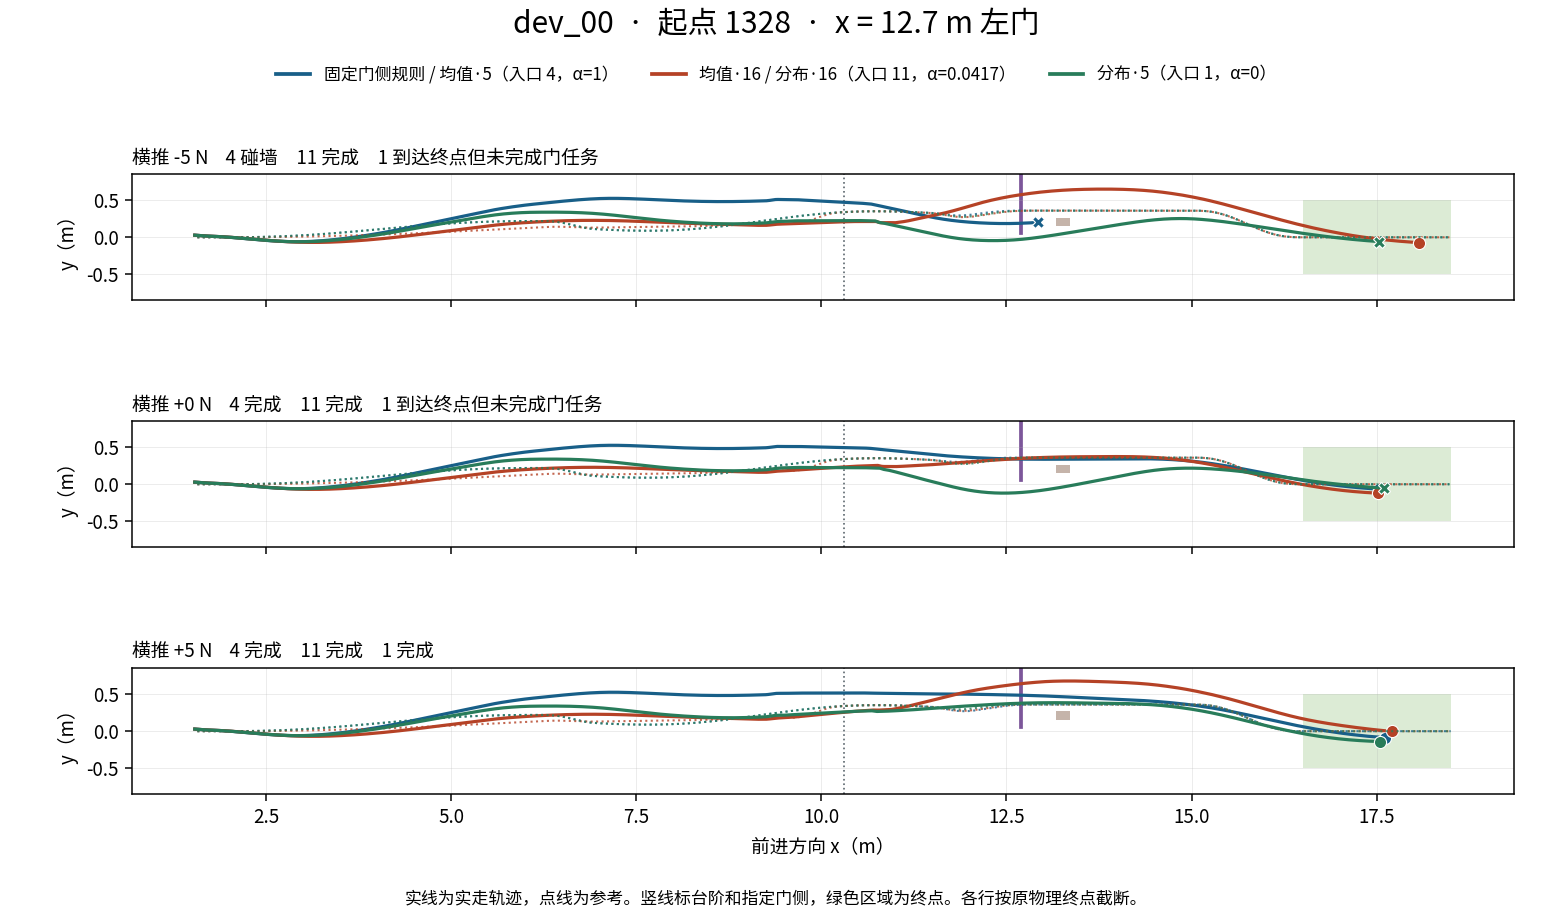 dev_00 · 起点 1328 · x = 12.7 m 左门
固定门侧规则 / 均值·5（入口 4，α=1） 均值·16 / 分布·16（入口 11，α=0.0417） 分布·5（入口 1，α=0）
横推 -5 N 4 碰墙 11 完成 1 到达终点但未完成门任务
0.5
0.0
-0.5
y（m）
横推 +0 N 4 完成 11 完成 1 到达终点但未完成门任务
0.5
0.0
-0.5
y（m）
横推 +5 N 4 完成 11 完成 1 完成
0.5
0.0
-0.5
y（m）
2.5 5.0 7.5 10.0 12.5 15.0 17.5
前进方向 x（m）
实线为实走轨迹，点线为参考。竖线标台阶和指定门侧，绿色区域为终点。各行按原物理终点截断。